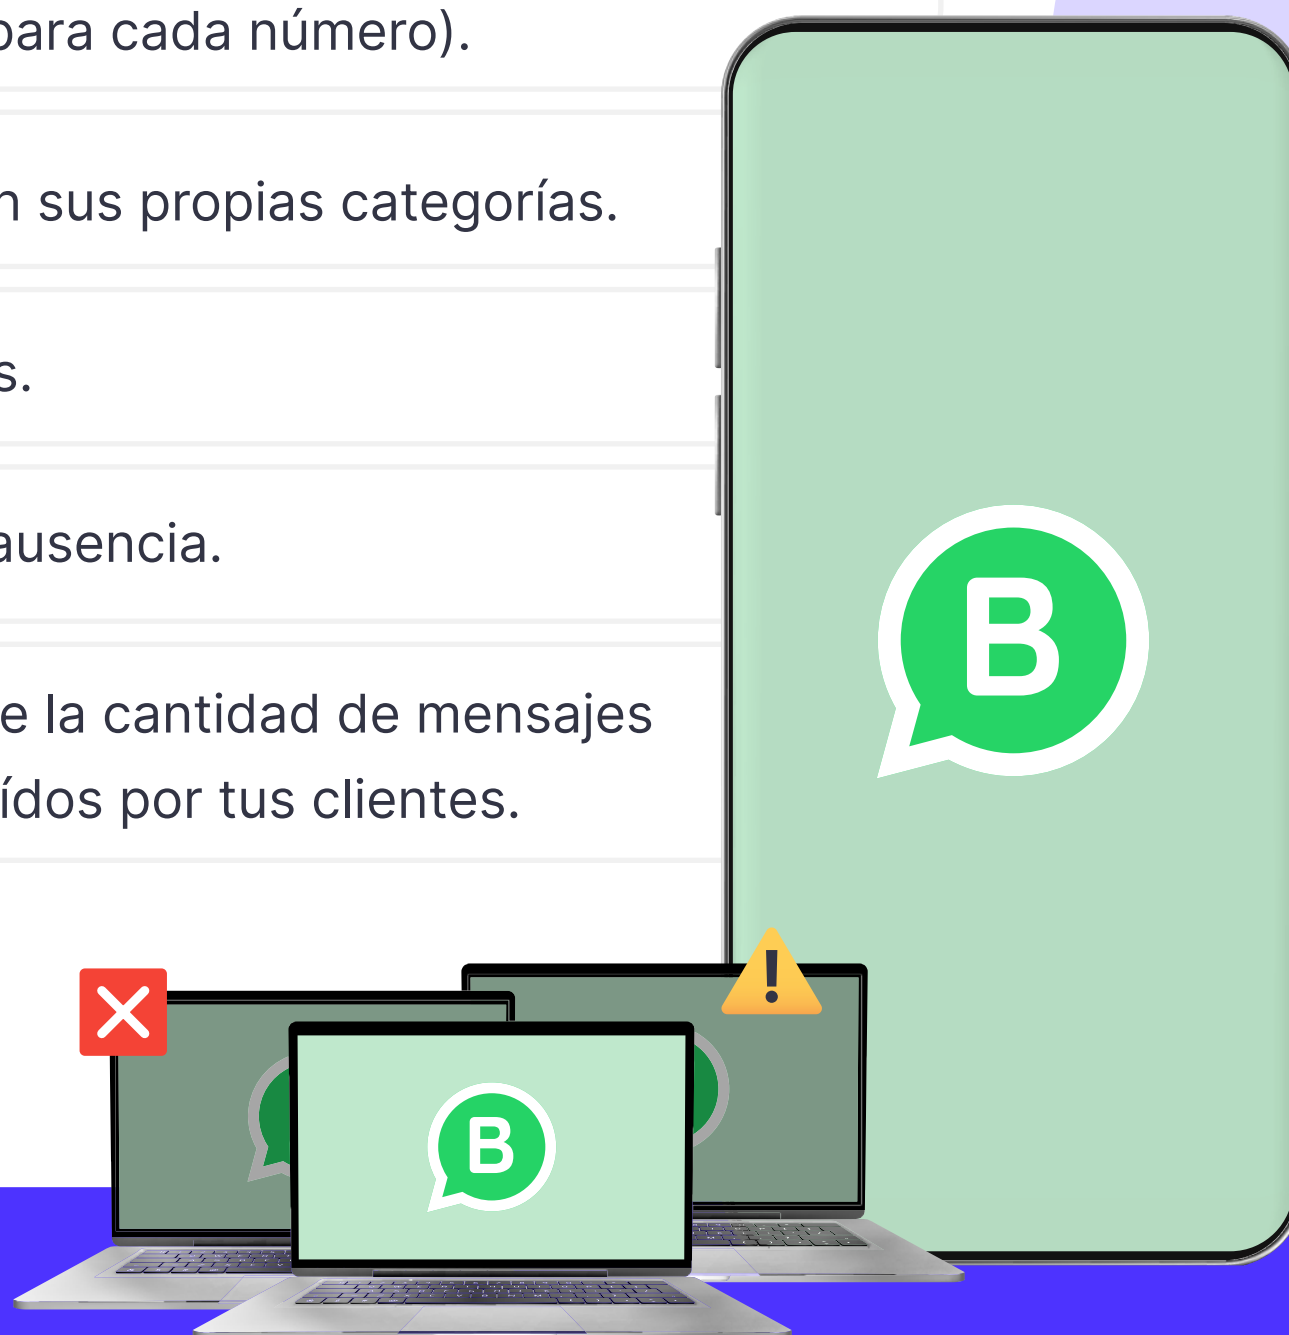 para cada número).
n sus propias categorías.
s.
ausencia.
e la cantidad de mensajes
ídos por tus clientes.
B
B